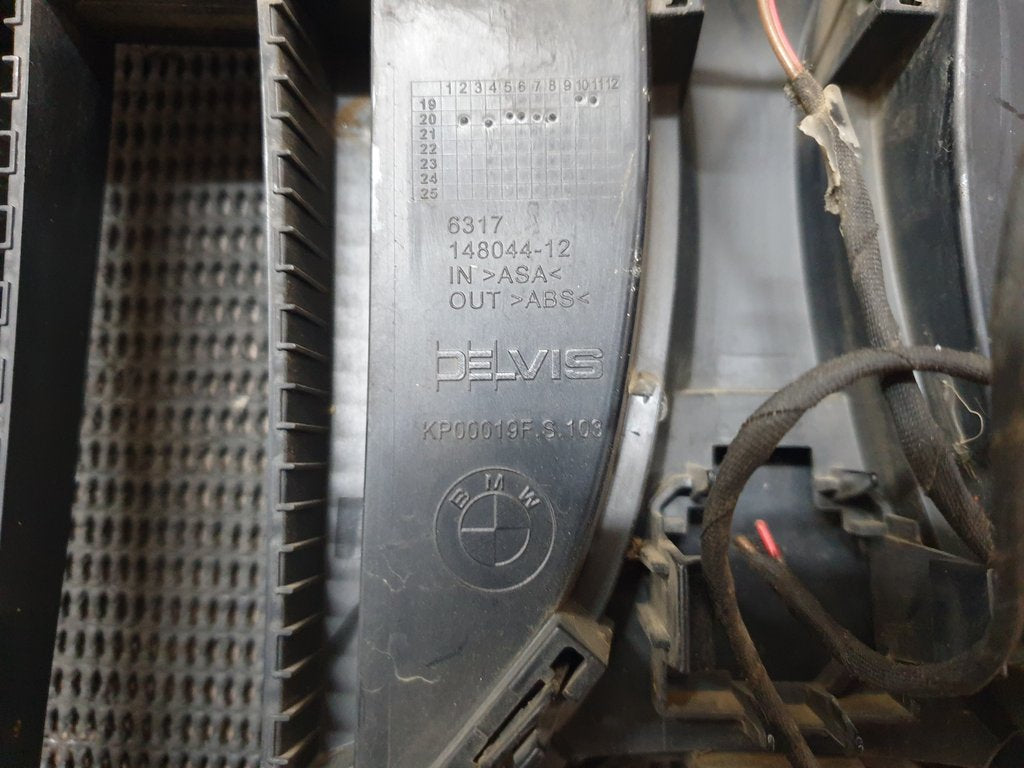 1 2 3 4 5 6 7 8 9 10 11 12
19
20
21
22
23
24
25
6317
148044-12
IN >ASA<
OUT >ABS<
DELVIS
KP00019F.S.103
BMW